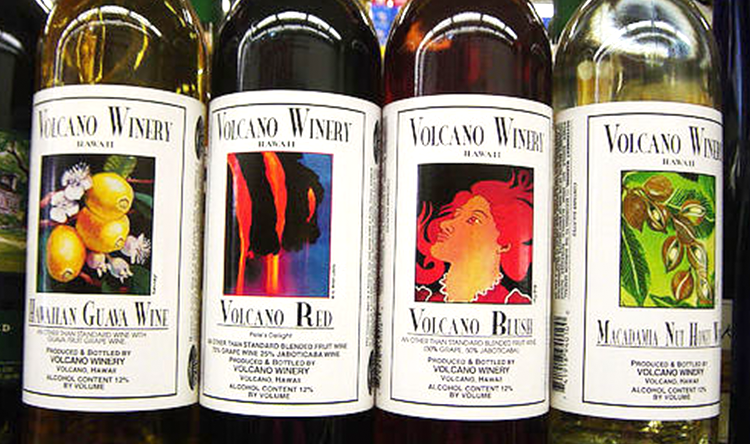 VOLCANO WINERY
HAWAII
HAWAIIAN GUAVA WINE
AN OTHER THAN STANDARD WINE WITH
GUAVA FRUIT GRAPE WINE
PRODUCED & BOTTLED BY
VOLCANO WINERY
VOLCANO, HAWAII
ALCOHOL CONTENT 12%
BY VOLUME
VOLCANO WINERY
HAWAII
VOLCANO RED
Pele's Delight
AN OTHER THAN STANDARD BLENDED FRUIT WINE
75% GRAPE WINE 25% JABOTICABA WINE
PRODUCED & BOTTLED BY
VOLCANO WINERY
VOLCANO, HAWAII
ALCOHOL CONTENT 12%
BY VOLUME
VOLCANO WINERY
HAWAII
VOLCANO BLUSH
AN OTHER THAN STANDARD BLENDED FRUIT WINE
GRAPE, 50% JABOTICABA
PRODUCED & BOTTLED BY
VOLCANO WINERY
VOLCANO, HAWAII
ALCOHOL CONTENT 12%
BY VOLUME
VOLCANO WINE
HAWAII
MACADAMIA NUT HONEY
PRODUCED & BOTTLED BY
VOLCANO WINERY
VOLCANO, HAWAII
ALCOHOL CONTENT 12%
BY VOLUME